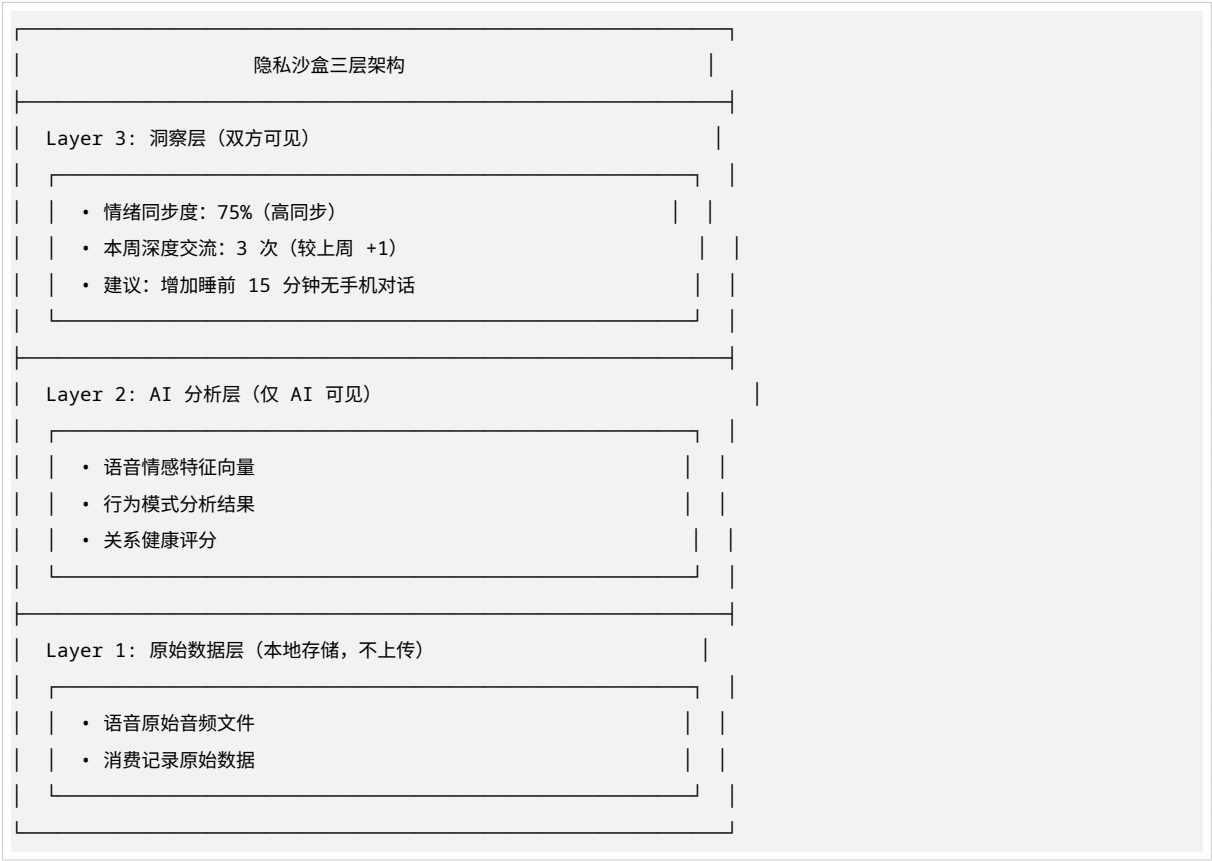 隐私沙盒三层架构
Layer 3: 洞察层（双方可见）
• 情绪同步度：75%（高同步）
• 本周深度交流：3 次（较上周 +1）
• 建议：增加睡前 15 分钟无手机对话
Layer 2: AI 分析层（仅 AI 可见）
• 语音情感特征向量
• 行为模式分析结果
• 关系健康评分
Layer 1: 原始数据层（本地存储，不上传）
• 语音原始音频文件
• 消费记录原始数据